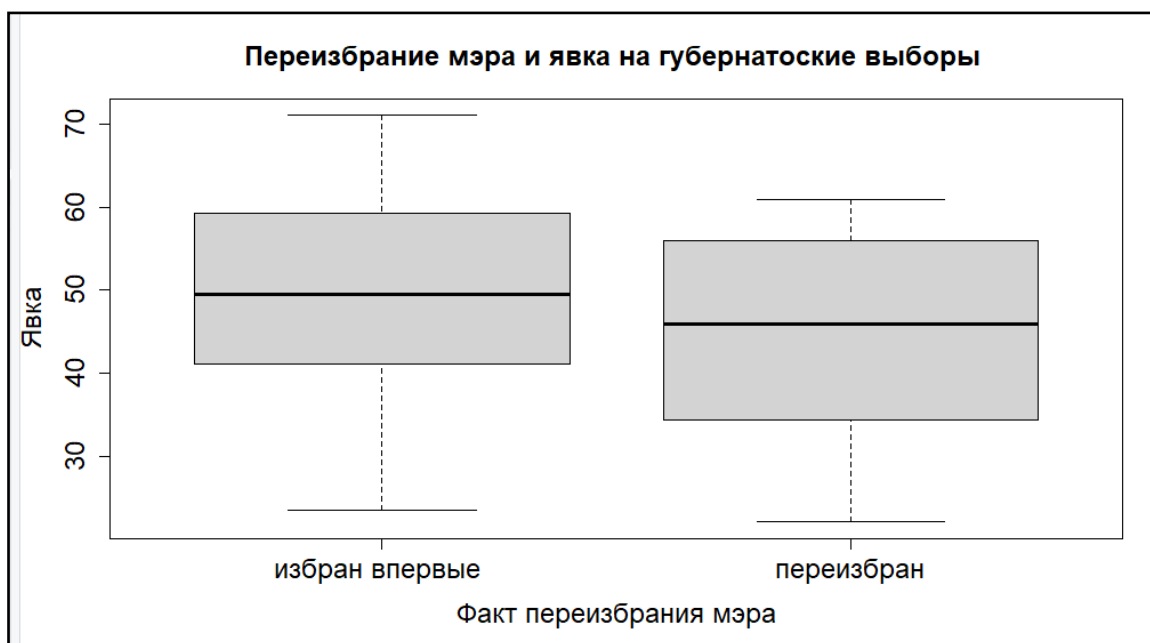 Переизбрание мэра и явка на губернатоские выборы
70
60
50
40
30
Явка
избран впервые
переизбран
Факт переизбрания мэра